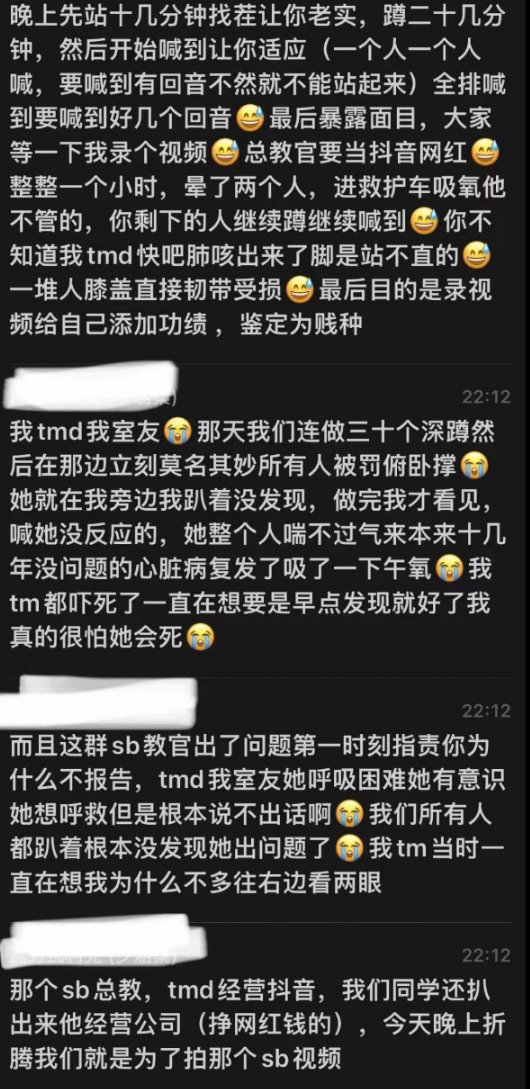 晚上先站十几分钟找茬让你老实，蹲二十几分
钟，然后开始喊到让你适应（一个人一个人
喊，要喊到有回音不然就不能站起来）全排喊
到要喊到好几个回音😅最后暴露面目，大家
等一下我录个视频😅总教官要当抖音网红😅
整整一个小时，晕了两个人，进救护车吸氧他
不管的，你剩下的人继续蹲继续喊到😅你不
知道我tmd快吧肺咳出来了脚是站不直的😅
一堆人膝盖直接韧带受损😅最后目的是录视
频给自己添加功绩 ，鉴定为贱种
22:12
我tmd我室友😭那天我们连做三十个深蹲然
后在那边立刻莫名其妙所有人被罚俯卧撑😭
她就在我旁边我趴着没发现，做完我才看见，
喊她没反应的，她整个人喘不过气来本来十几
年没问题的心脏病复发了吸了一下午氧😭我
tm都吓死了一直在想要是早点发现就好了我
真的很怕她会死😭
22:12
而且这群sb教官出了问题第一时刻指责你为
什么不报告，tmd我室友她呼吸困难她有意识
她想呼救但是根本说不出话啊😭我们所有人
都趴着根本没发现她出问题了😭我tm当时一
直在想我为什么不多往右边看两眼
22:12
那个sb总教，tmd经营抖音，我们同学还扒
出来他经营公司（挣网红钱的），今天晚上折
腾我们就是为了拍那个sb视频